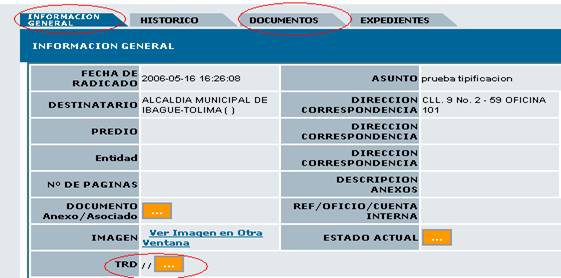 INFORMACION
GENERAL
HISTORICO
DOCUMENTOS
EXPEDIENTES
INFORMACION GENERAL
FECHA DE
RADICADO
2006-05-16 16:26:08
ASUNTO
prueba tipificacion
DESTINATARIO
ALCALDIA MUNICIPAL DE
IBAGUE-TOLIMA ( )
DIRECCION
CORRESPONDENCIA
CLL. 9 No. 2 - 59 OFICINA
101
PREDIO
DIRECCION
CORRESPONDENCIA
Entidad
DIRECCION
CORRESPONDENCIA
Nº DE PAGINAS
DESCRIPCION
ANEXOS
DOCUMENTO
Anexo/Asociado
...
REF/OFICIO/CUENTA
INTERNA
IMAGEN
Ver Imagen en Otra
Ventana
ESTADO ACTUAL
...
TRD
//
...